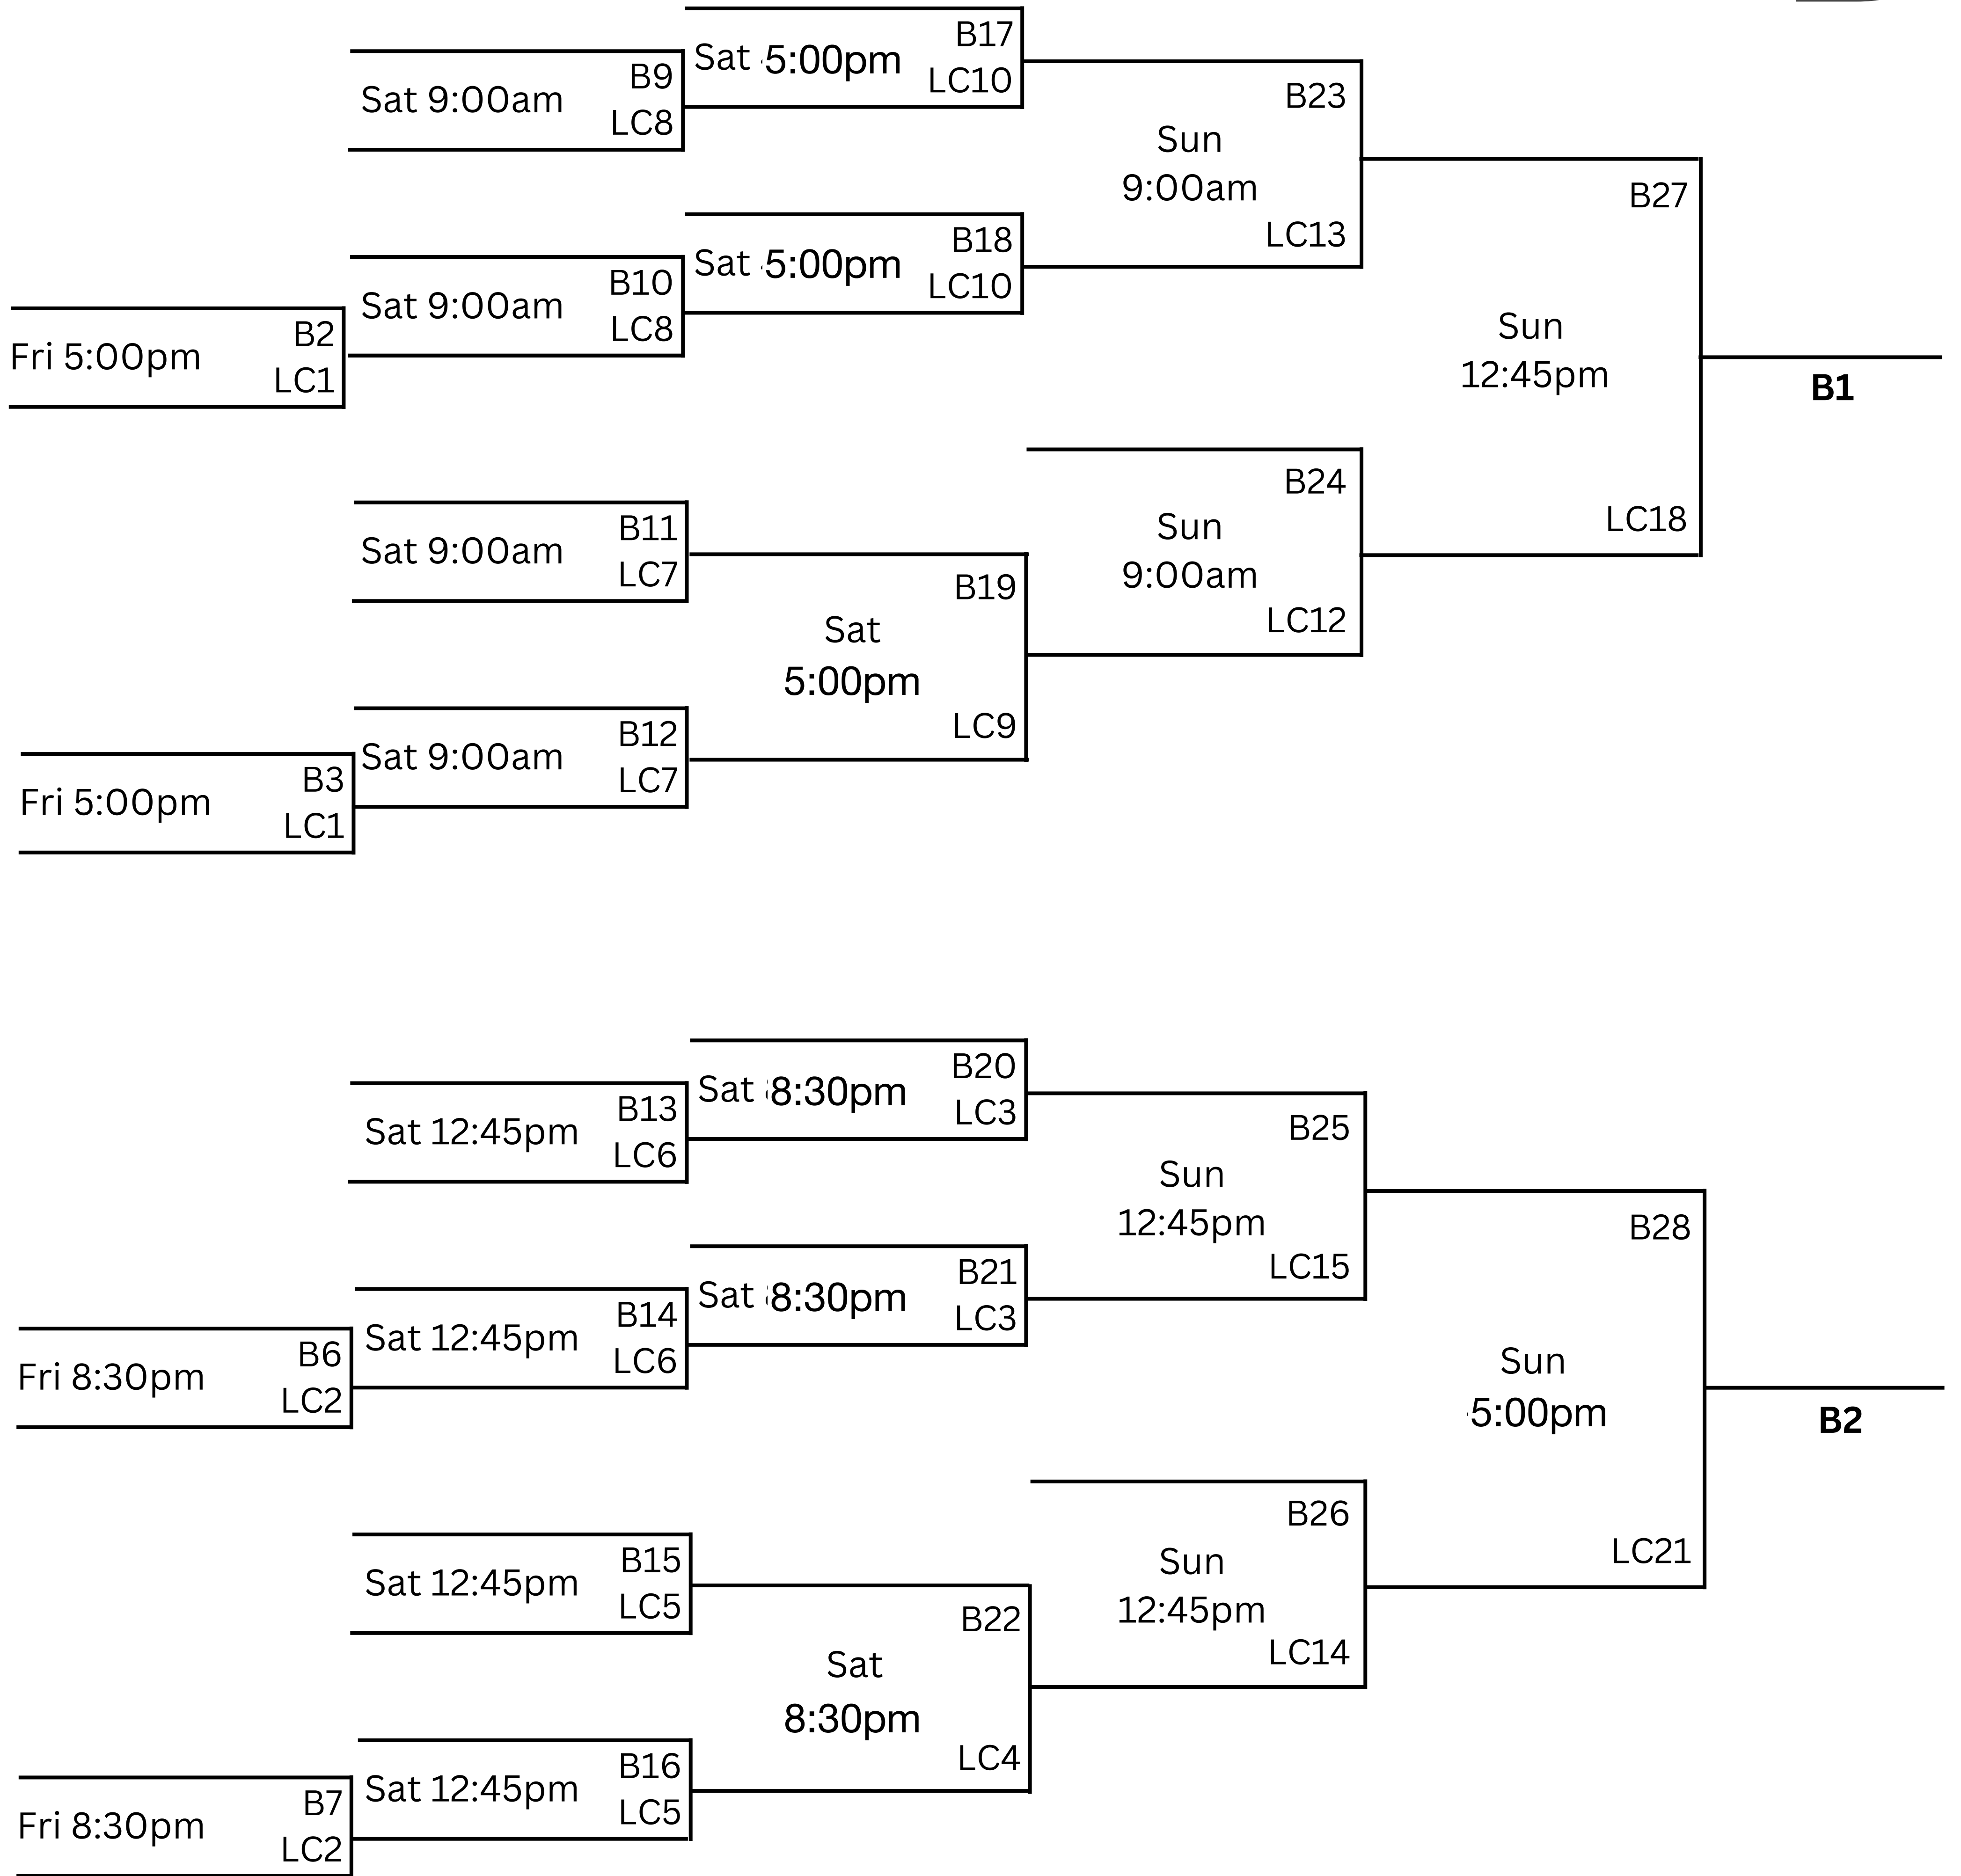 B17
Sat 5:00pm
LC10
B9
Sat 9:00am
LC8
B23
Sun
9:00am
LC13
B18
Sat 5:00pm
LC10
B10
Sat 9:00am
LC8
B2
Fri 5:00pm
LC1
B27
Sun
12:45pm
LC18
B1
B24
Sun
9:00am
LC12
B11
Sat 9:00am
LC7
B19
Sat
5:00pm
LC9
B12
Sat 9:00am
LC7
B3
Fri 5:00pm
LC1
B20
Sat 8:30pm
LC3
B13
Sat 12:45pm
LC6
B25
Sun
12:45pm
LC15
B21
Sat 8:30pm
LC3
B14
Sat 12:45pm
LC6
B6
Fri 8:30pm
LC2
B28
Sun
5:00pm
LC21
B2
B26
Sun
12:45pm
LC14
B15
Sat 12:45pm
LC5
B22
Sat
8:30pm
LC4
B16
Sat 12:45pm
LC5
B7
Fri 8:30pm
LC2